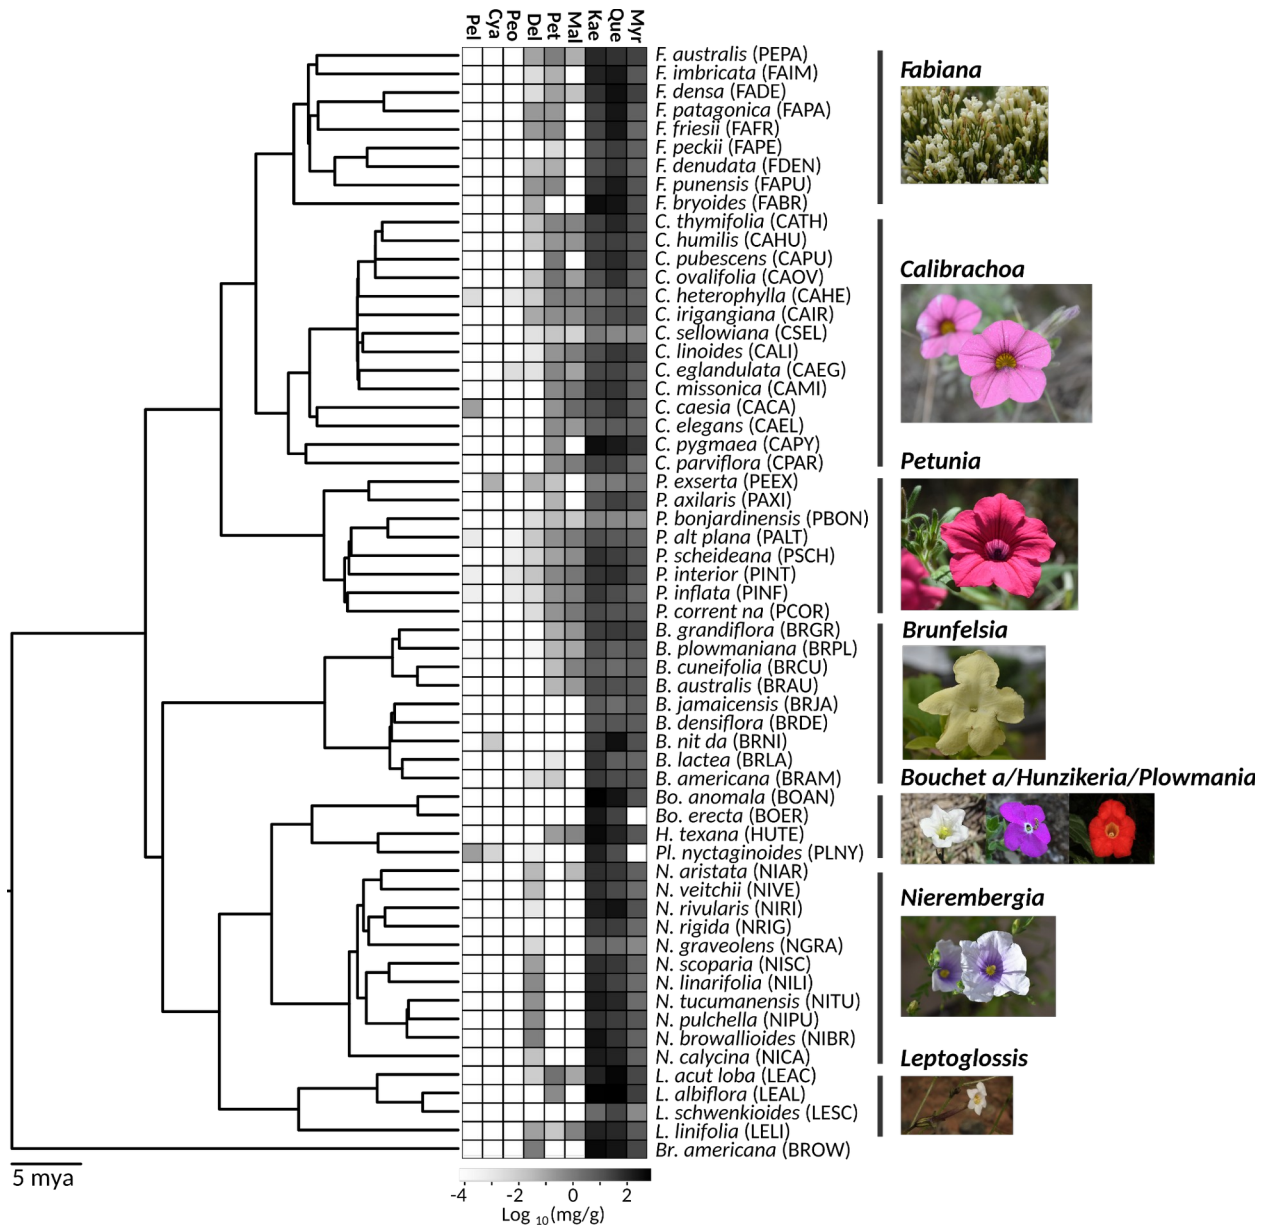 Pel Cya Peo Del Pet Mal Kae Que Myr
F. australis (PEPA)
F. imbricata (FAIM)
F. densa (FADE)
F. patagonica (FAPA)
F. friesii (FAFR)
F. peckii (FAPE)
F. denudata (FDEN)
F. punensis (FAPU)
F. bryoides (FABR)
C. thymifolia (CATH)
C. humilis (CAHU)
C. pubescens (CAPU)
C. ovalifolia (CAOV)
C. heterophylla (CAHE)
C. irigangiana (CAIR)
C. sellowiana (CSEL)
C. linoides (CALI)
C. eglandulata (CAEG)
C. missonica (CAMI)
C. caesia (CACA)
C. elegans (CAEL)
C. pygmaea (CAPY)
C. parviflora (CPAR)
P. exserta (PEEX)
P. axilaris (PAXI)
P. bonjardinensis (PBON)
P. alt plana (PALT)
P. scheideana (PSCH)
P. interior (PINT)
P. inflata (PINF)
P. corrent na (PCOR)
B. grandiflora (BRGR)
B. plowmaniana (BRPL)
B. cuneifolia (BRCU)
B. australis (BRAU)
B. jamaicensis (BRJA)
B. densiflora (BRDE)
B. nit da (BRNI)
B. lactea (BRLA)
B. americana (BRAM)
Bo. anomala (BOAN)
Bo. erecta (BOER)
H. texana (HUTE)
Pl. nyctaginoides (PLNY)
N. aristata (NIAR)
N. veitchii (NIVE)
N. rivularis (NIRI)
N. rigida (NRIG)
N. graveolens (NGRA)
N. scoparia (NISC)
N. linarifolia (NILI)
N. tucumanensis (NITU)
N. pulchella (NIPU)
N. browallioides (NIBR)
N. calycina (NICA)
L. acut loba (LEAC)
L. albiflora (LEAL)
L. schwenkioides (LESC)
L. linifolia (LELI)
Br. americana (BROW)
Fabiana
Calibrachoa
Petunia
Brunfelsia
Bouchet a/Hunzikeria/Plowmania
Nierembergia
Leptoglossis
5 mya
-4 -2 0 2
Log 10 (mg/g)